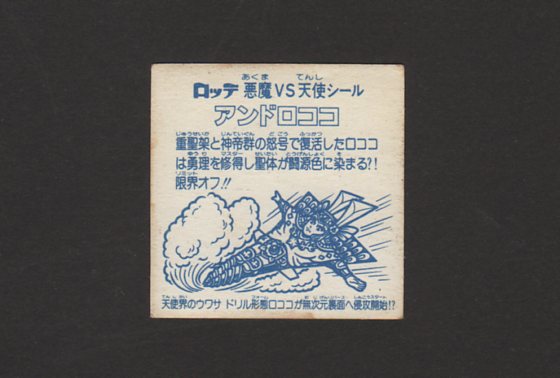 ロッテ 悪魔VS天使シール
アンドロココ
重聖架と神帝群の怒号で復活したロココ
は勇理を修得し聖体が闘源色に染まる?!
限界オフ!!
天使界のウワサ ドリル形態ロココが無次元裏面へ侵攻開始!?